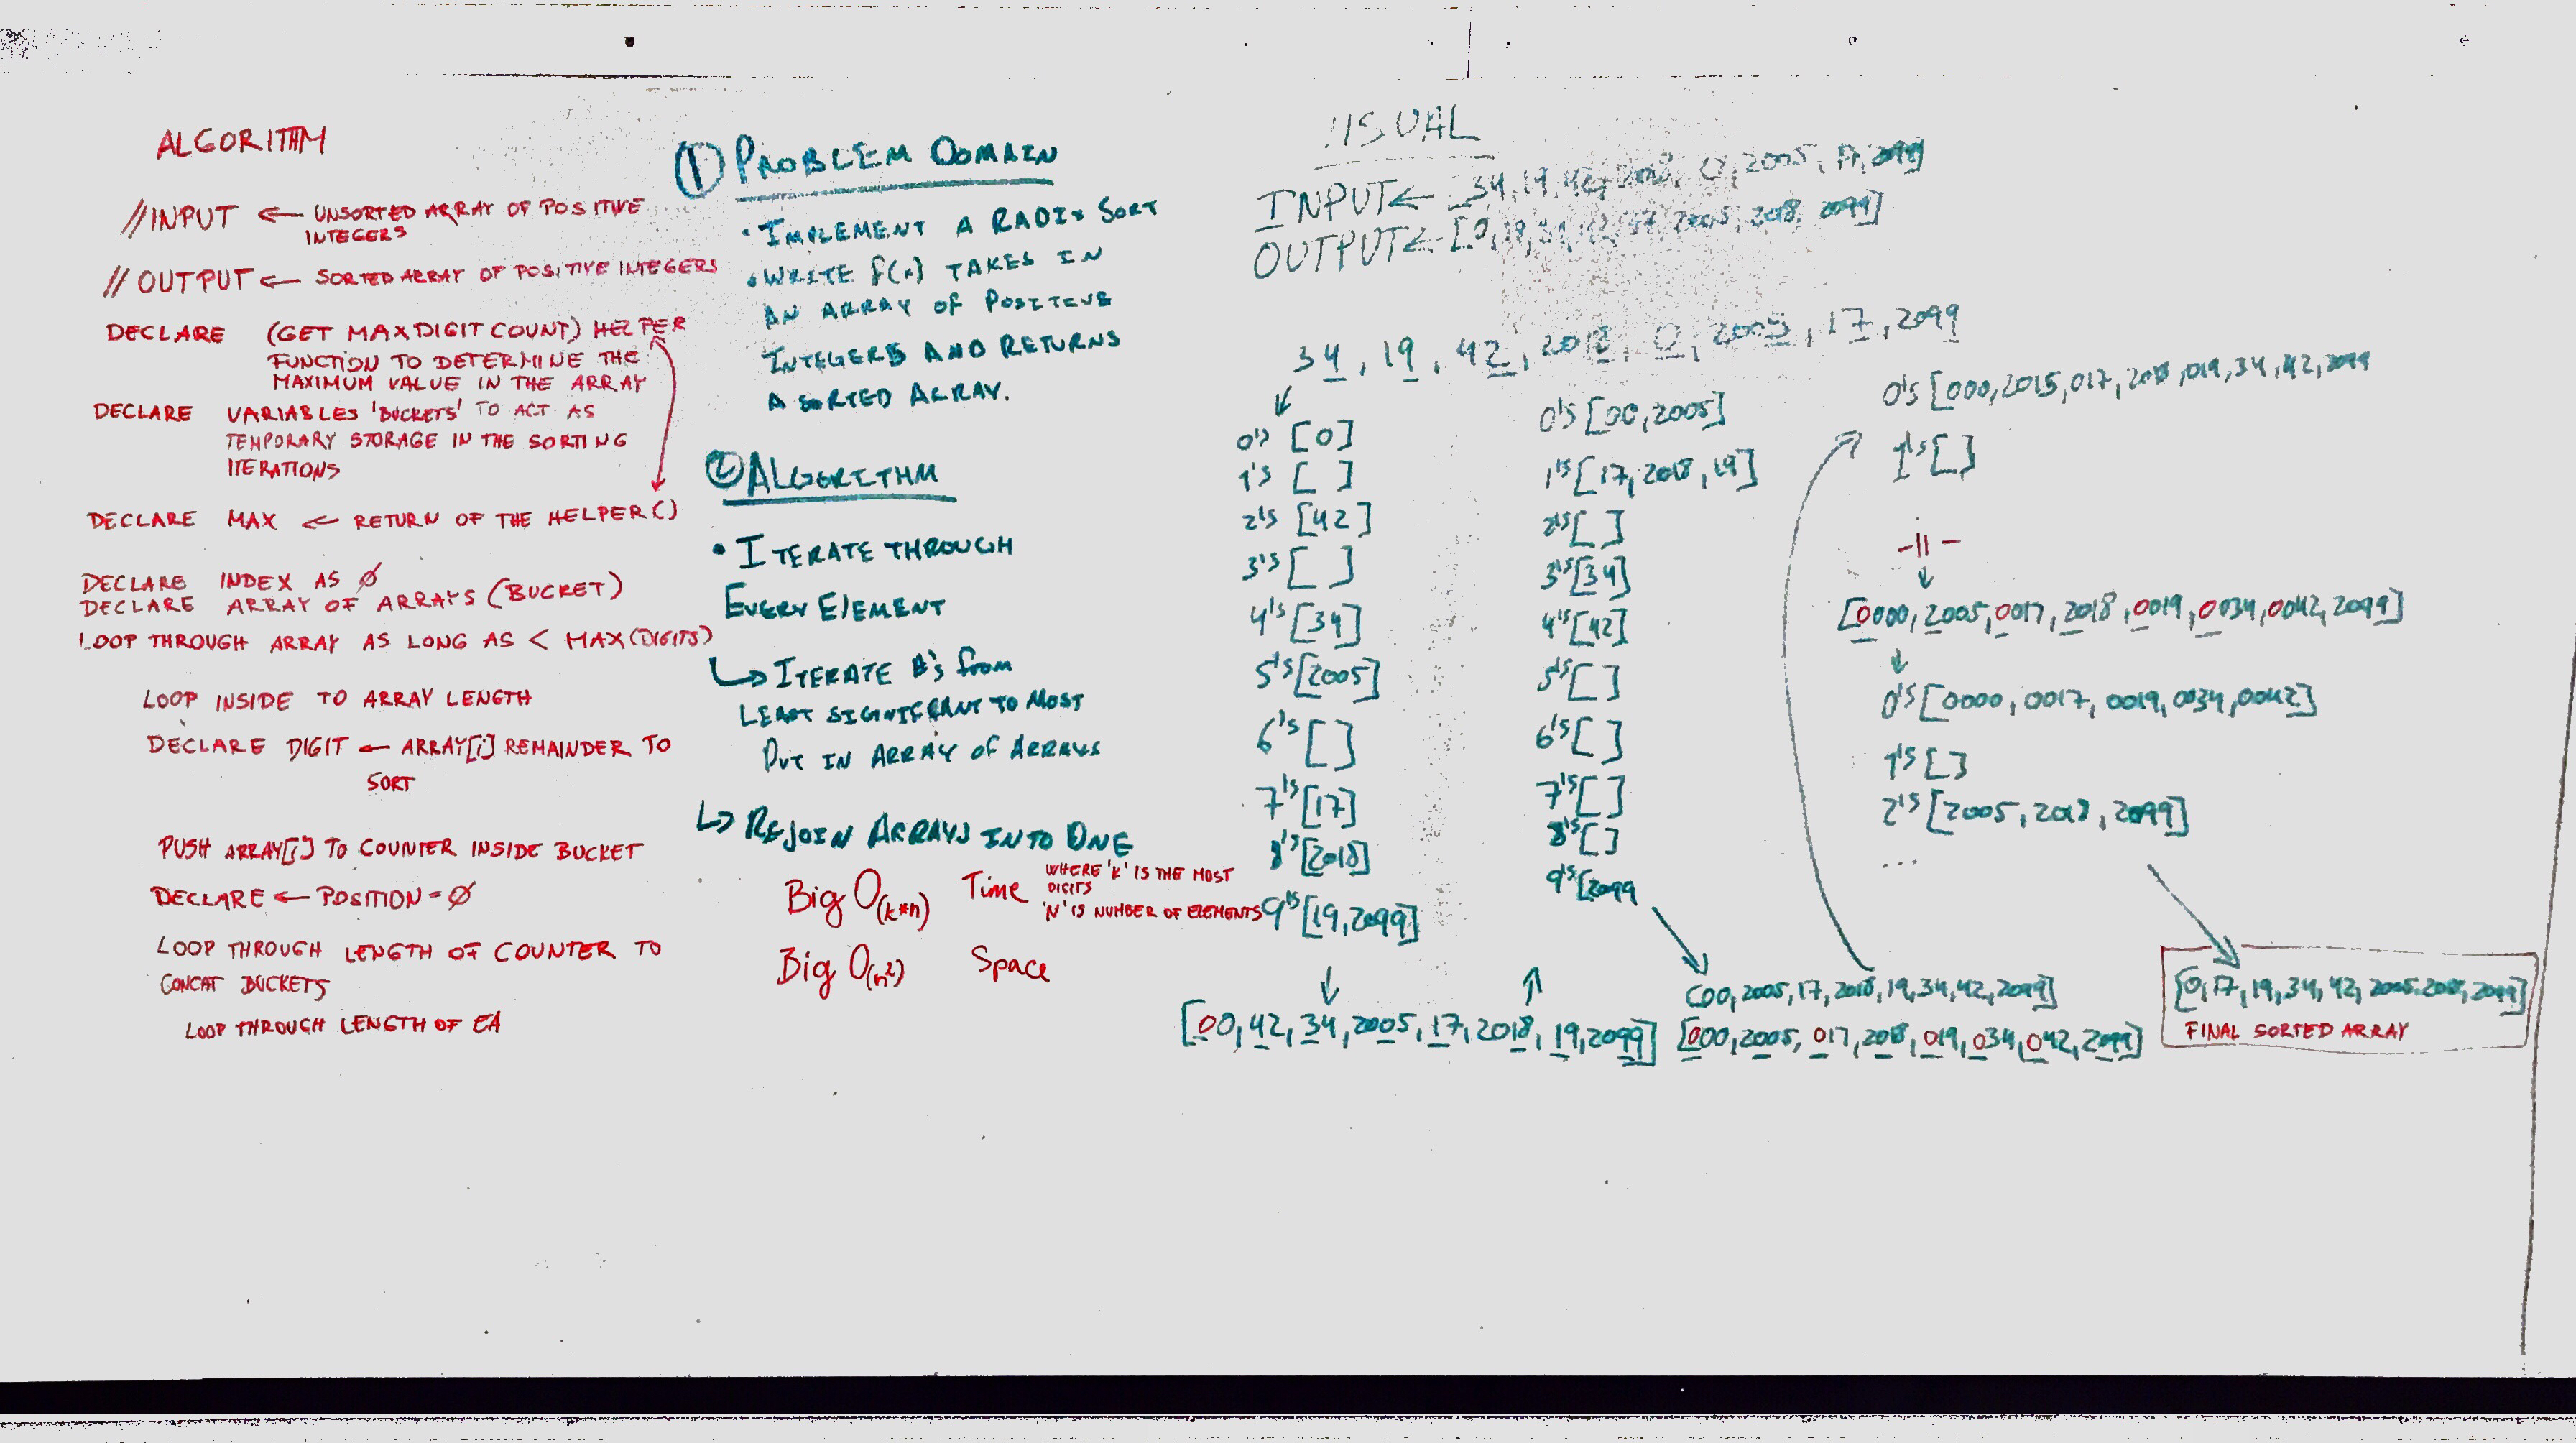 ALGORITHM
//INPUT ← UNSORTED ARRAY OF POSITIVE
INTEGERS
//OUTPUT ← SORTED ARRAY OF POSITIVE INTEGERS
DECLARE (GET MAX DIGIT COUNT) HELPER
FUNCTION TO DETERMINE THE
MAXIMUM VALUE IN THE ARRAY
DECLARE VARIABLES 'BUCKETS' TO ACT AS
TEMPORARY STORAGE IN THE SORTING
ITERATIONS
DECLARE MAX ← RETURN OF THE HELPER()
DECLARE INDEX AS Ø
DECLARE ARRAY OF ARRAYS (BUCKET)
LOOP THROUGH ARRAY AS LONG AS < MAX(DIGITS)
LOOP INSIDE TO ARRAY LENGTH
DECLARE DIGIT ← ARRAY[i] REMAINDER TO
SORT
PUSH ARRAY[i] TO COUNTER INSIDE BUCKET
DECLARE ← POSITION = Ø
LOOP THROUGH LENGTH OF COUNTER TO
CONCAT BUCKETS
LOOP THROUGH LENGTH OF EA
① PROBLEM DOMAIN
• IMPLEMENT A RADIX SORT
• WRITE f(x) TAKES IN
AN ARRAY OF POSITIVE
INTEGERS AND RETURNS
A SORTED ARRAY.
② ALGORITHM
• ITERATE THROUGH
EVERY ELEMENT
↳ ITERATE #'s from
LEAST SIGNIFICANT TO MOST
PUT IN ARRAY OF ARRAYS
↳ REJOIN ARRAYS INTO ONE
Big O(k*n) Time WHERE 'K' IS THE MOST
DIGITS
'N' IS NUMBER OF ELEMENTS
Big O(n²) Space
VISUAL
INPUT ← 34, 19, 42, 2018, 0, 2005, 17, 2099]
OUTPUT ← [0, 19, 34, 42, 2005, 2018, 2099]
34, 19, 42, 2018, 0, 2005, 17, 2099
0's [0]
1's [ ]
2's [42]
3's [ ]
4's [34]
5's [2005]
6's [ ]
7's [17]
8's [2018]
9's [19, 2099]
[00, 42, 34, 2005, 17, 2018, 19, 2099]
0's [00, 2005]
1's [17, 2018, 19]
2's [ ]
3's [34]
4's [42]
5's [ ]
6's [ ]
7's [ ]
8's [ ]
9's [2099
[00, 2005, 17, 2018, 19, 34, 42, 2099]
[000, 2005, 017, 2018, 019, 034, 042, 2099]
0's [000, 2015, 017, 2018, 019, 34, 42, 2099
1's [ ]
-||-
[0000, 2005, 0017, 2018, 0019, 0034, 0042, 2099]
0's [0000, 0017, 0019, 0034, 0042]
1's [ ]
2's [2005, 2018, 2099]
...
[0, 17, 19, 34, 42, 2005, 2018, 2099]
FINAL SORTED ARRAY